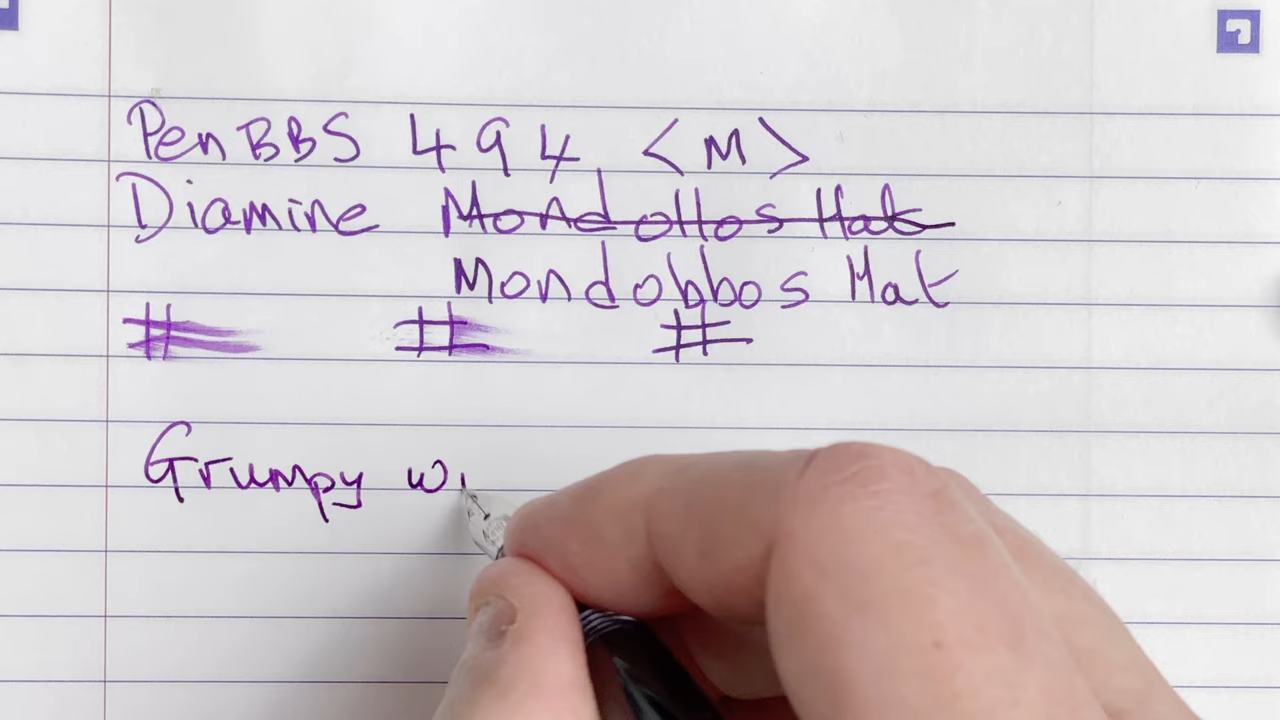 PenBBS 494 <M>
Diamine Mondollos Hat
Mondobbos Hat
# # #
Grumpy w